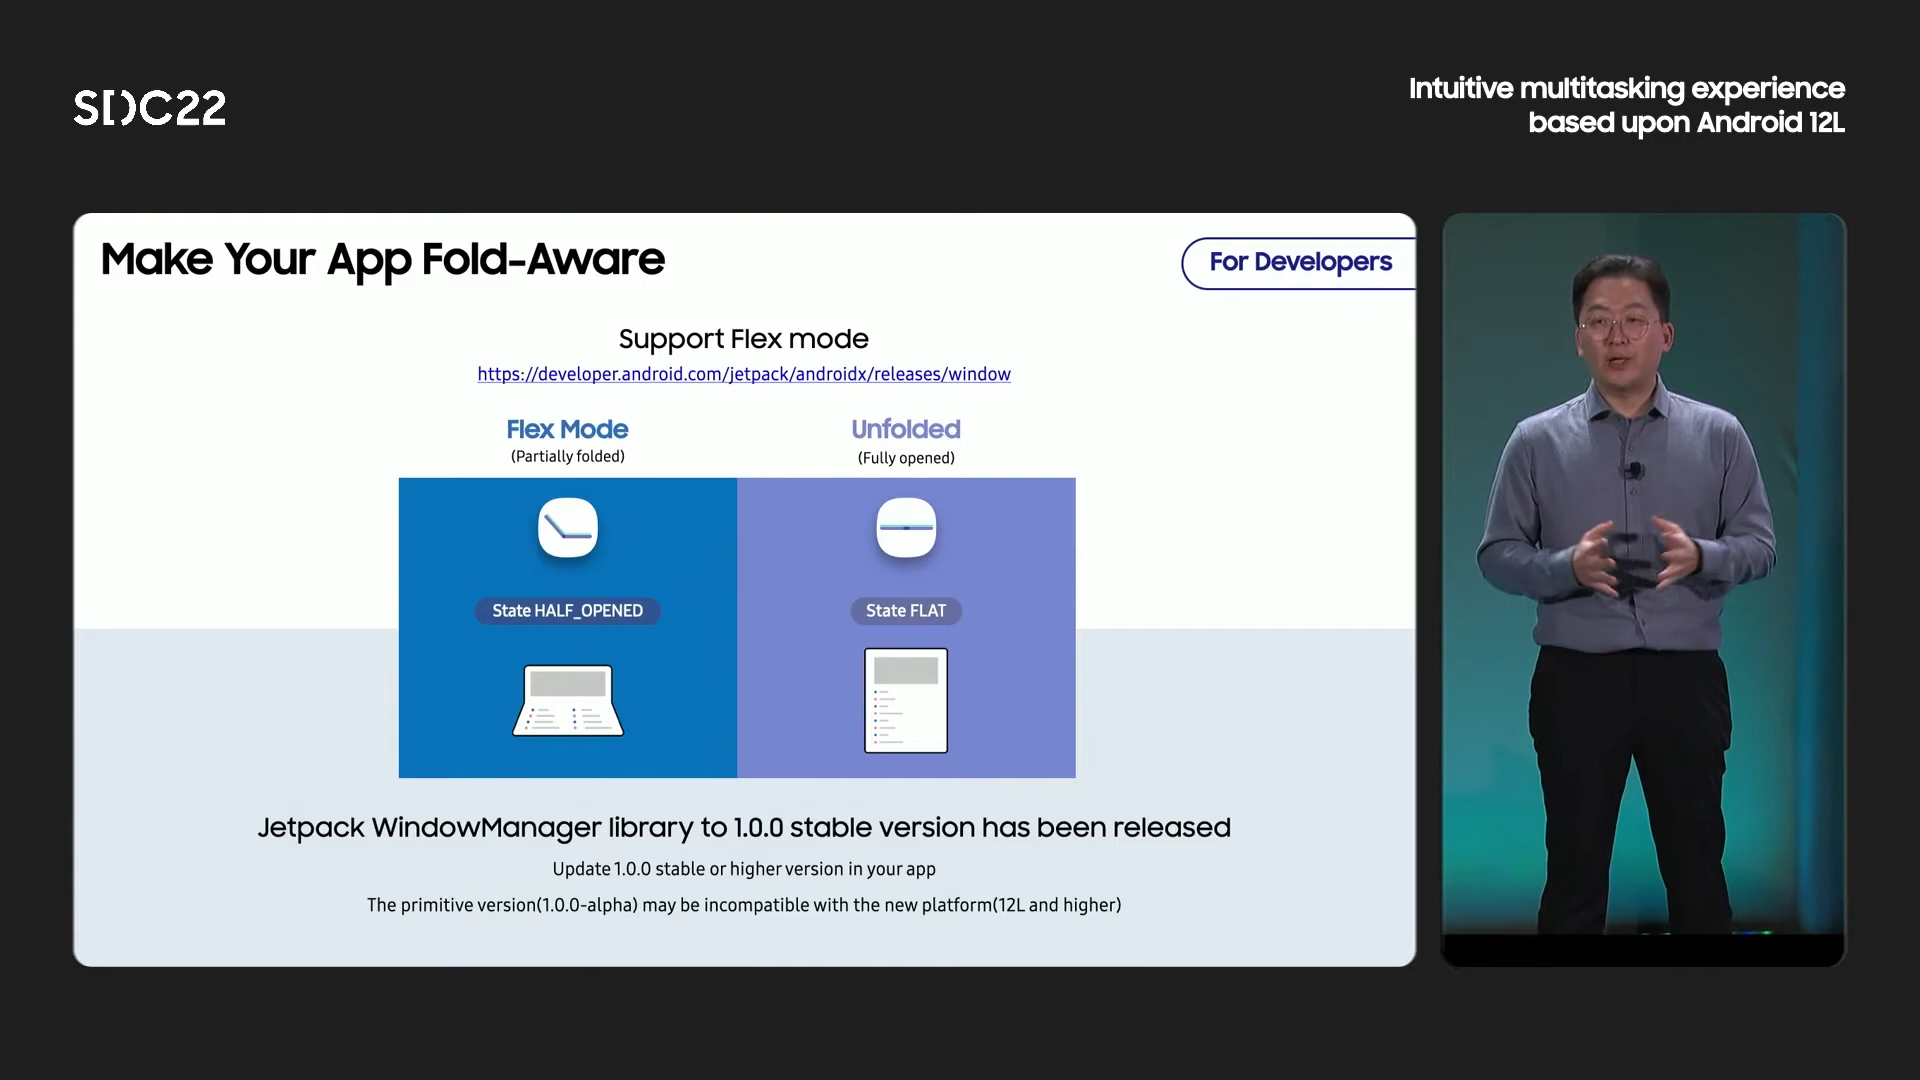 SDC22
Intuitive multitasking experience
based upon Android 12L
Make Your App Fold-Aware
For Developers
Support Flex mode
https://developer.android.com/jetpack/androidx/releases/window
Flex Mode
(Partially folded)
Unfolded
(Fully opened)
State HALF_OPENED
State FLAT
Jetpack WindowManager library to 1.0.0 stable version has been released
Update 1.0.0 stable or higher version in your app
The primitive version(1.0.0-alpha) may be incompatible with the new platform(12L and higher)